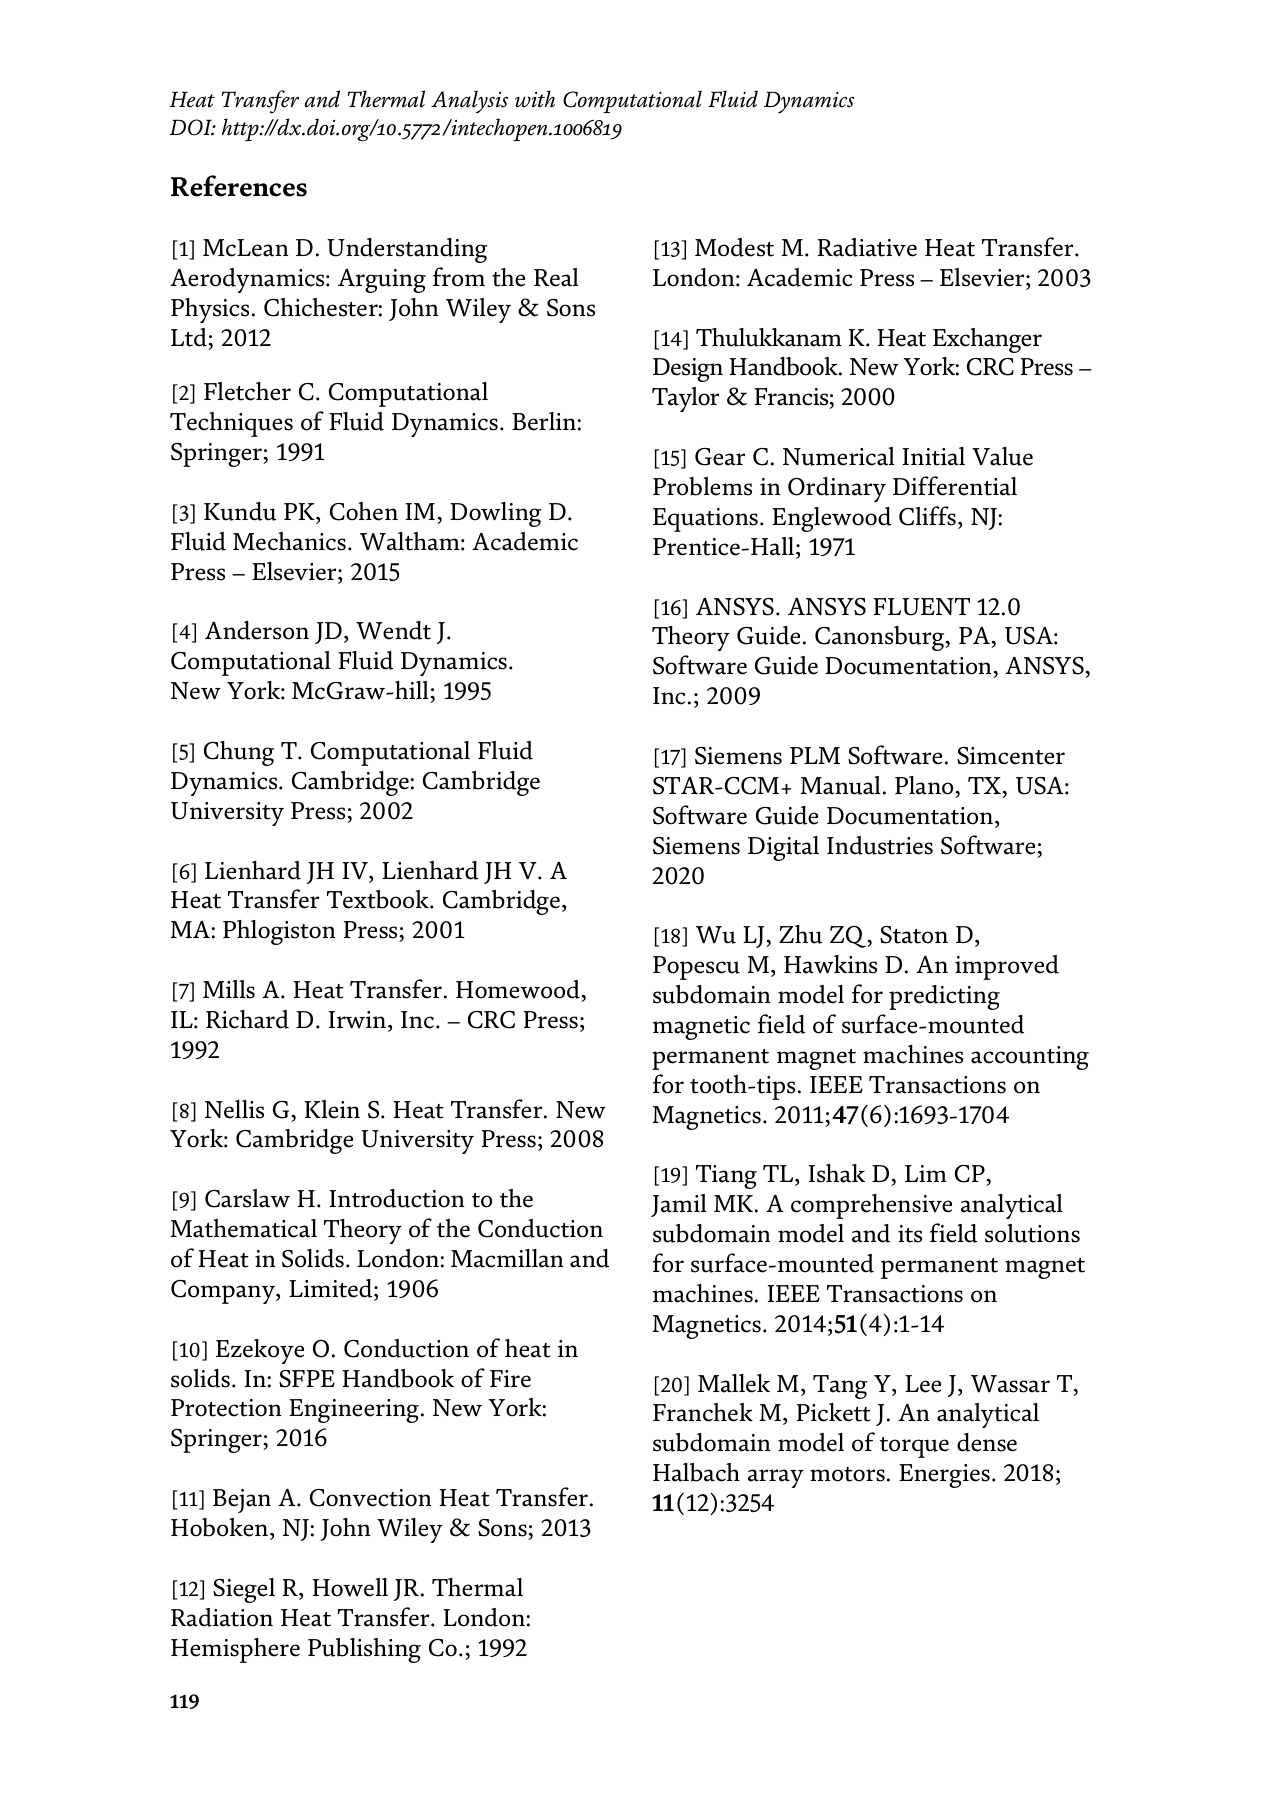 Heat Transfer and Thermal Analysis with Computational Fluid Dynamics
DOI: http://dx.doi.org/10.5772/intechopen.1006819
References
[1] McLean D. Understanding
Aerodynamics: Arguing from the Real
Physics. Chichester: John Wiley & Sons
Ltd; 2012
[2] Fletcher C. Computational
Techniques of Fluid Dynamics. Berlin:
Springer; 1991
[3] Kundu PK, Cohen IM, Dowling D.
Fluid Mechanics. Waltham: Academic
Press – Elsevier; 2015
[4] Anderson JD, Wendt J.
Computational Fluid Dynamics.
New York: McGraw-hill; 1995
[5] Chung T. Computational Fluid
Dynamics. Cambridge: Cambridge
University Press; 2002
[6] Lienhard JH IV, Lienhard JH V. A
Heat Transfer Textbook. Cambridge,
MA: Phlogiston Press; 2001
[7] Mills A. Heat Transfer. Homewood,
IL: Richard D. Irwin, Inc. – CRC Press;
1992
[8] Nellis G, Klein S. Heat Transfer. New
York: Cambridge University Press; 2008
[9] Carslaw H. Introduction to the
Mathematical Theory of the Conduction
of Heat in Solids. London: Macmillan and
Company, Limited; 1906
[10] Ezekoye O. Conduction of heat in
solids. In: SFPE Handbook of Fire
Protection Engineering. New York:
Springer; 2016
[11] Bejan A. Convection Heat Transfer.
Hoboken, NJ: John Wiley & Sons; 2013
[12] Siegel R, Howell JR. Thermal
Radiation Heat Transfer. London:
Hemisphere Publishing Co.; 1992
[13] Modest M. Radiative Heat Transfer.
London: Academic Press – Elsevier; 2003
[14] Thulukkanam K. Heat Exchanger
Design Handbook. New York: CRC Press –
Taylor & Francis; 2000
[15] Gear C. Numerical Initial Value
Problems in Ordinary Differential
Equations. Englewood Cliffs, NJ:
Prentice-Hall; 1971
[16] ANSYS. ANSYS FLUENT 12.0
Theory Guide. Canonsburg, PA, USA:
Software Guide Documentation, ANSYS,
Inc.; 2009
[17] Siemens PLM Software. Simcenter
STAR-CCM+ Manual. Plano, TX, USA:
Software Guide Documentation,
Siemens Digital Industries Software;
2020
[18] Wu LJ, Zhu ZQ, Staton D,
Popescu M, Hawkins D. An improved
subdomain model for predicting
magnetic field of surface-mounted
permanent magnet machines accounting
for tooth-tips. IEEE Transactions on
Magnetics. 2011;47(6):1693-1704
[19] Tiang TL, Ishak D, Lim CP,
Jamil MK. A comprehensive analytical
subdomain model and its field solutions
for surface-mounted permanent magnet
machines. IEEE Transactions on
Magnetics. 2014;51(4):1-14
[20] Mallek M, Tang Y, Lee J, Wassar T,
Franchek M, Pickett J. An analytical
subdomain model of torque dense
Halbach array motors. Energies. 2018;
11(12):3254
119